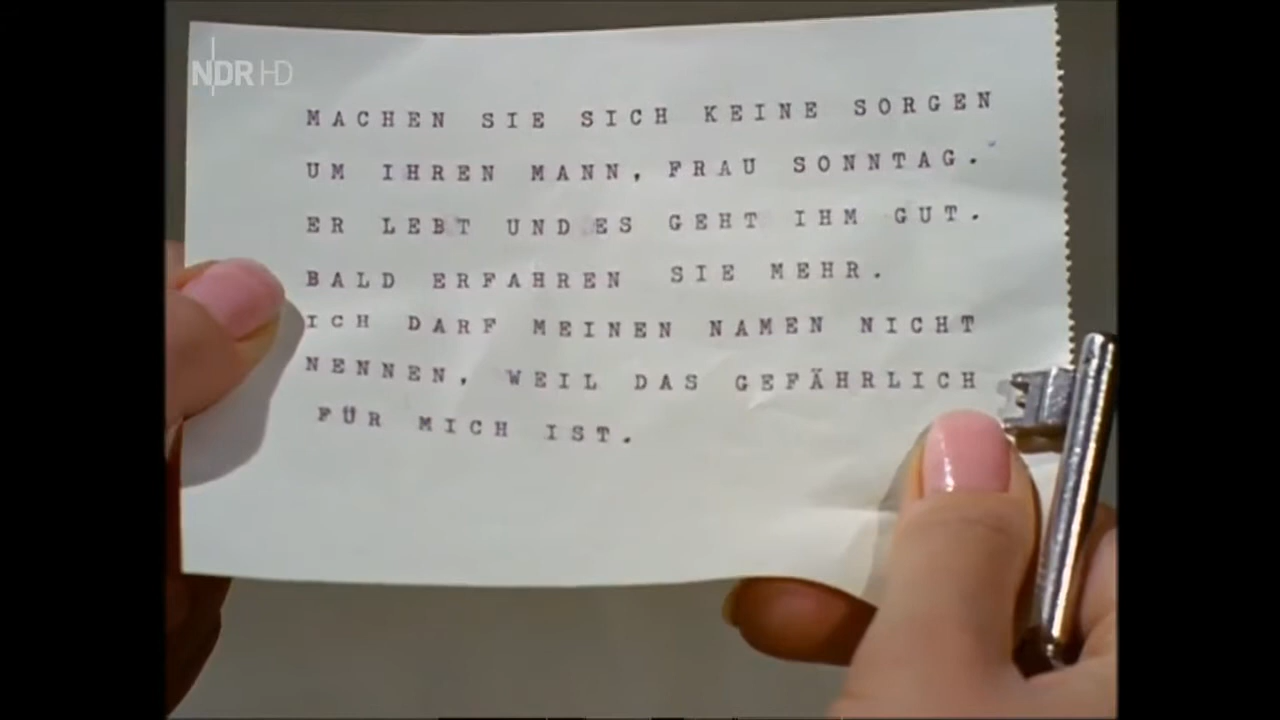 NDR HD
MACHEN SIE SICH KEINE SORGEN
UM IHREN MANN, FRAU SONNTAG.
ER LEBT UND ES GEHT IHM GUT.
BALD ERFAHREN SIE MEHR.
ICH DARF MEINEN NAMEN NICHT
NENNEN, WEIL DAS GEFÄHRLICH
FÜR MICH IST.